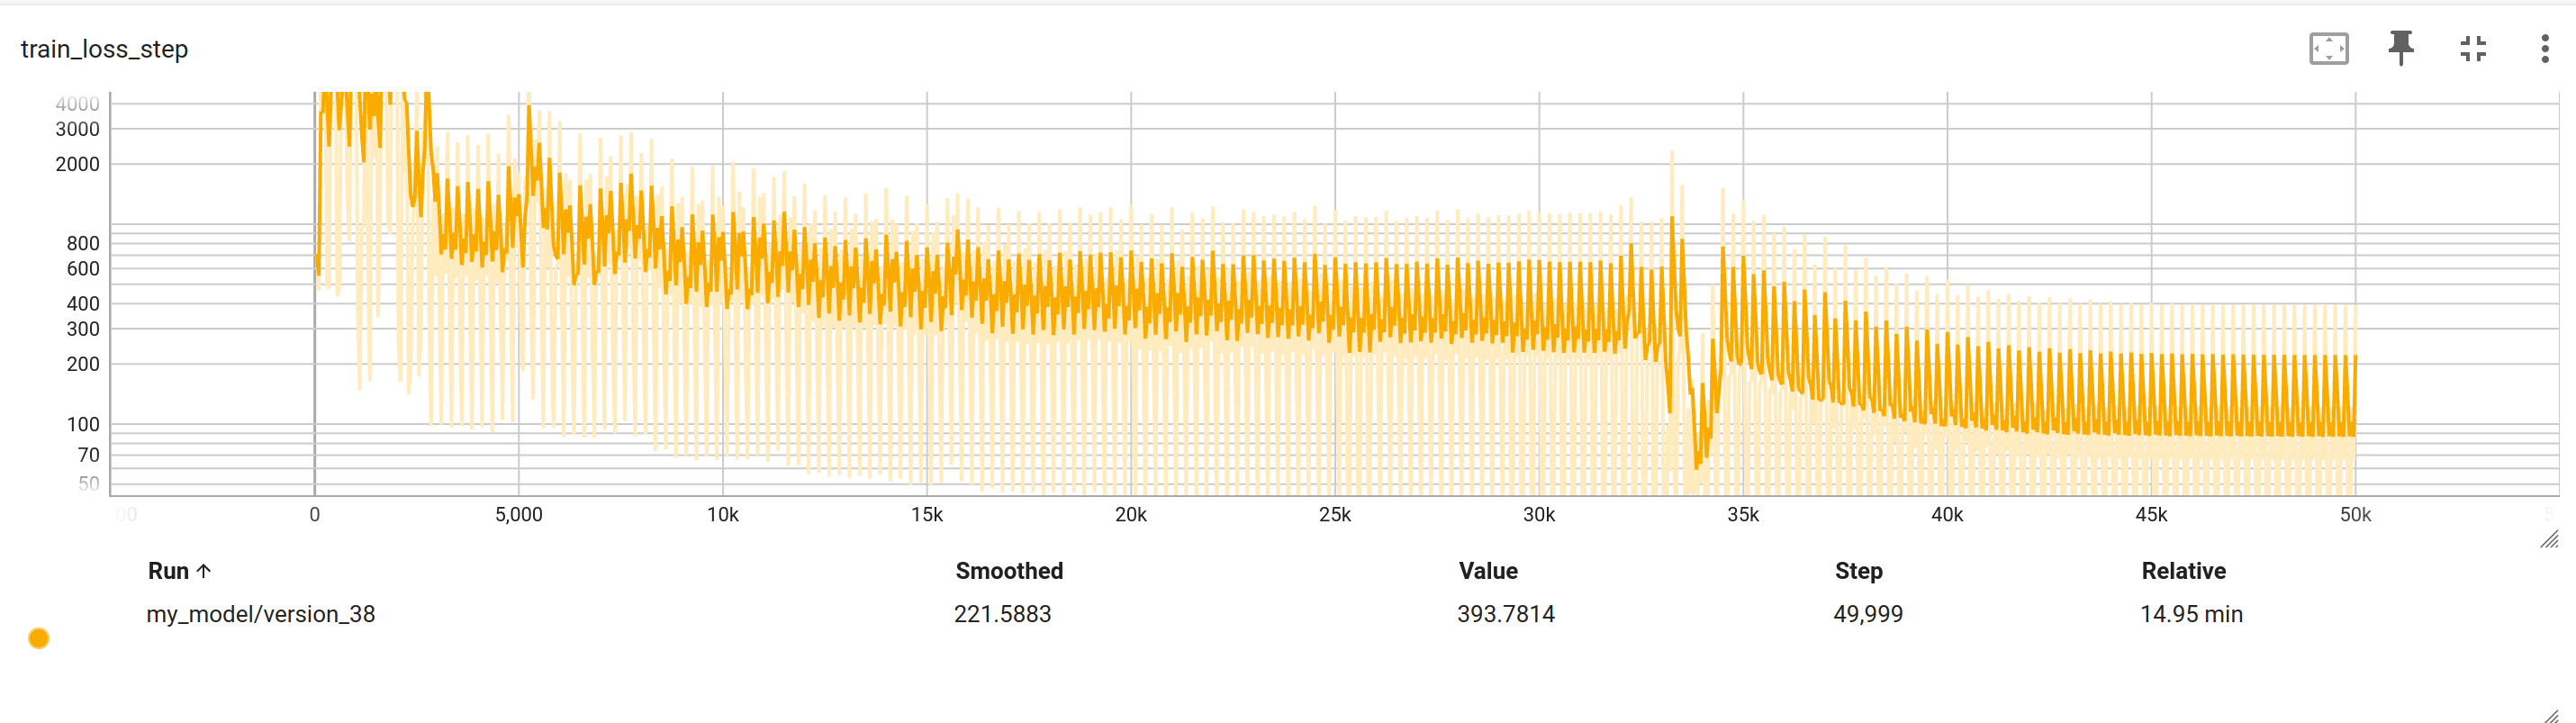 train_loss_step
4000
3000
2000
800
600
400
300
200
100
70
50
00 0 5,000 10k 15k 20k 25k 30k 35k 40k 45k 50k 5
Run ↑ Smoothed Value Step Relative
my_model/version_38 221.5883 393.7814 49,999 14.95 min